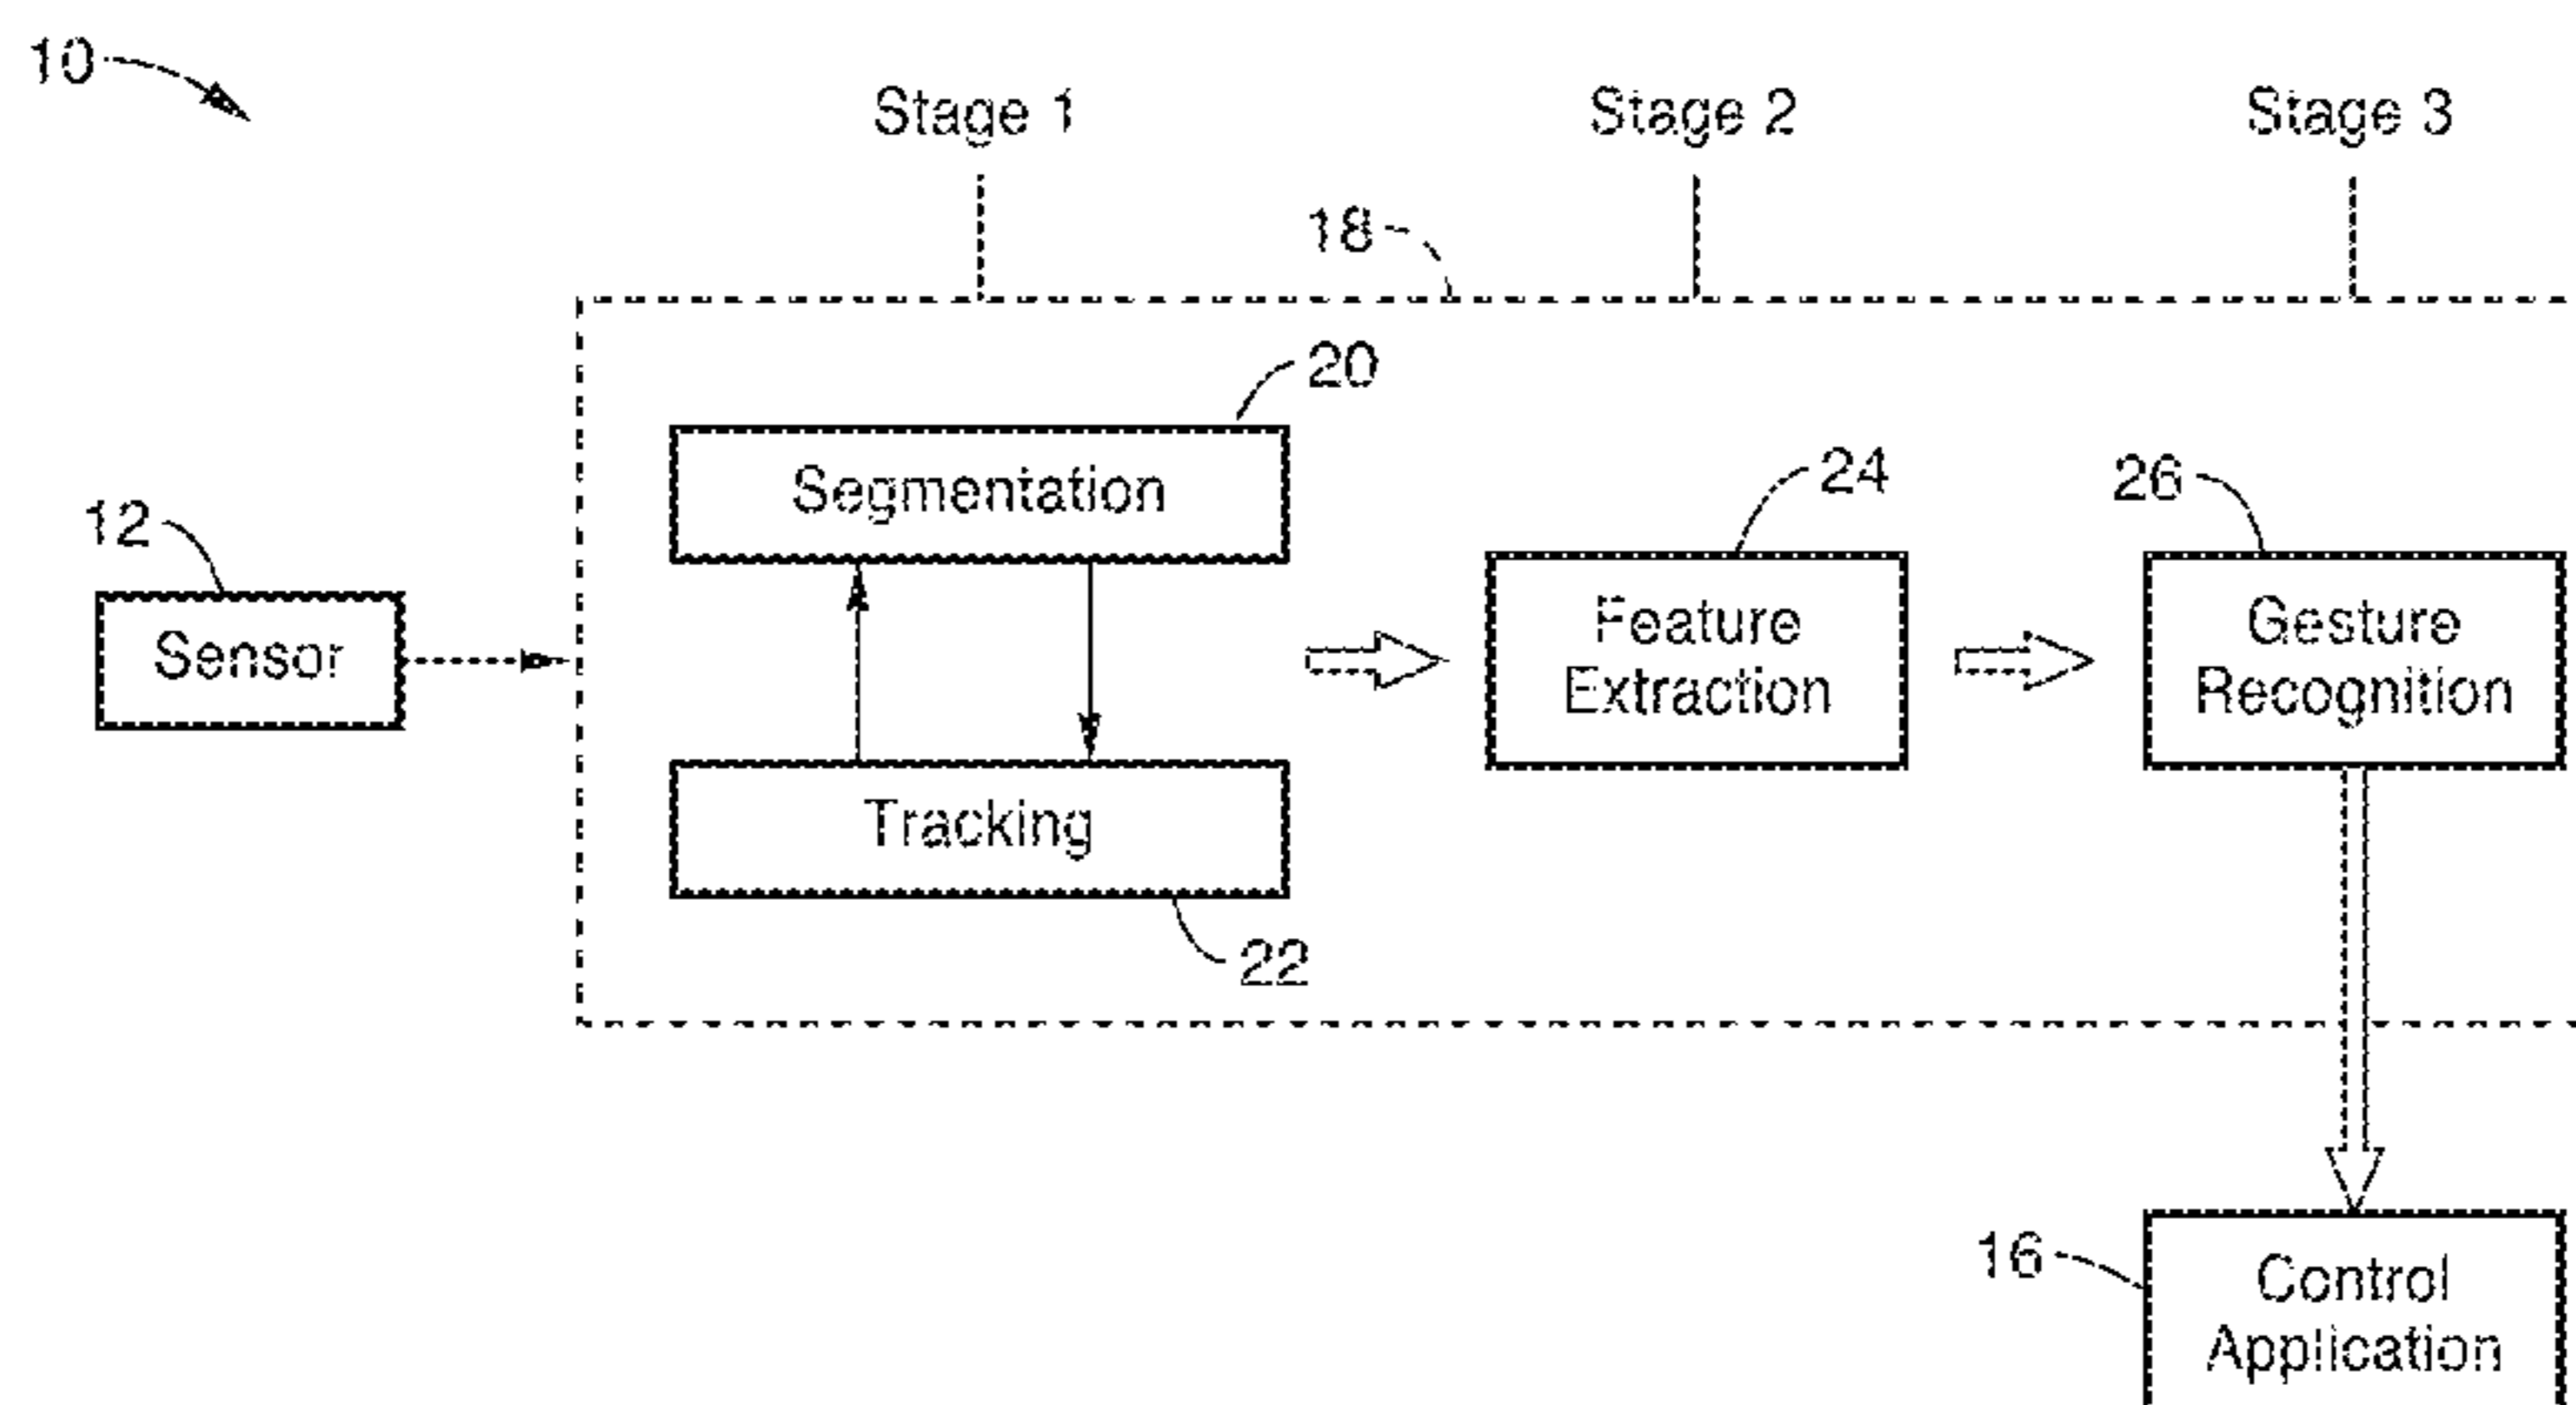 10
Stage 1
Stage 2
Stage 3
18
20
Segmentation
24
26
12
Sensor
Feature
Extraction
Gesture
Recognition
Tracking
22
16
Control
Application